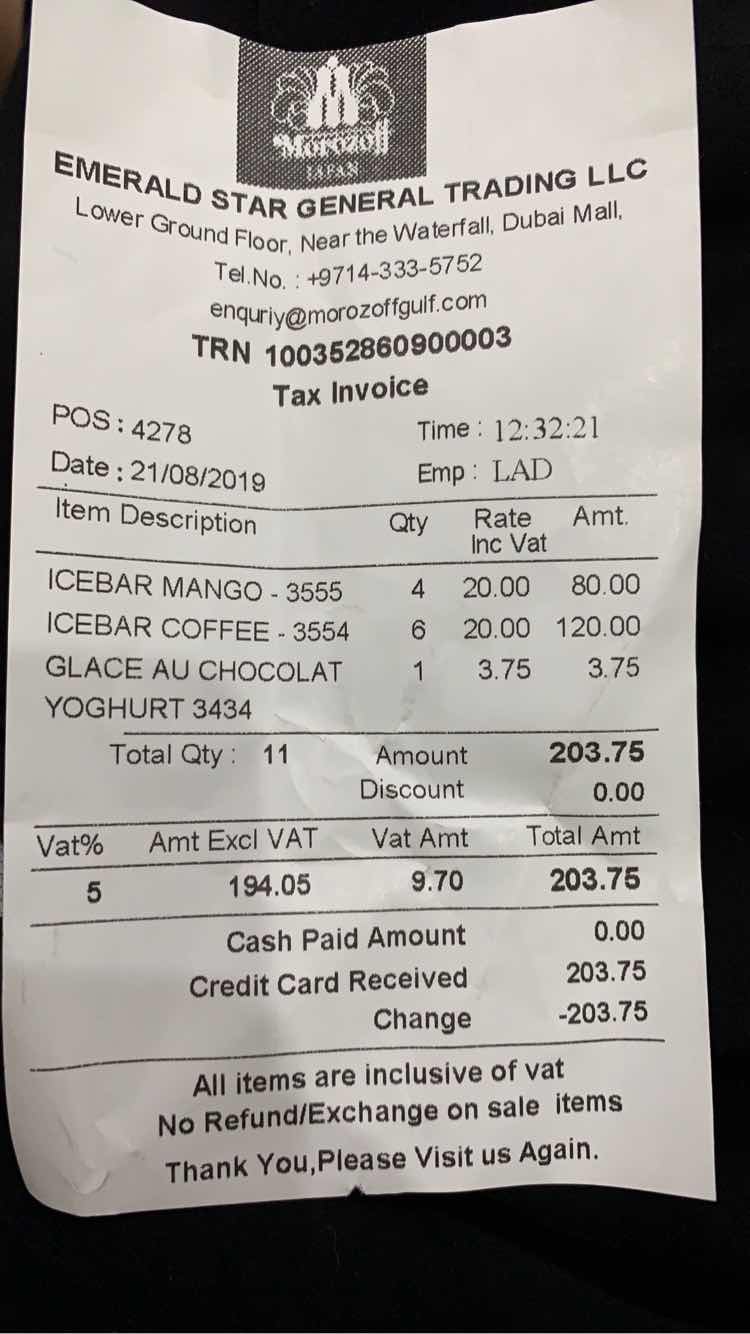 Morozoff
JAPAN
EMERALD STAR GENERAL TRADING LLC
Lower Ground Floor, Near the Waterfall, Dubai Mall,
Tel.No. : +9714-333-5752
enquriy@morozoffgulf.com
TRN 100352860900003
Tax Invoice
POS : 4278 Time : 12:32:21
Date : 21/08/2019 Emp : LAD
Item Description Qty Rate Inc Vat Amt.
ICEBAR MANGO - 3555 4 20.00 80.00
ICEBAR COFFEE - 3554 6 20.00 120.00
GLACE AU CHOCOLAT 1 3.75 3.75
YOGHURT 3434
Total Qty : 11 Amount 203.75
Discount 0.00
Vat% Amt Excl VAT Vat Amt Total Amt
5 194.05 9.70 203.75
Cash Paid Amount 0.00
Credit Card Received 203.75
Change -203.75
All items are inclusive of vat
No Refund/Exchange on sale items
Thank You,Please Visit us Again.